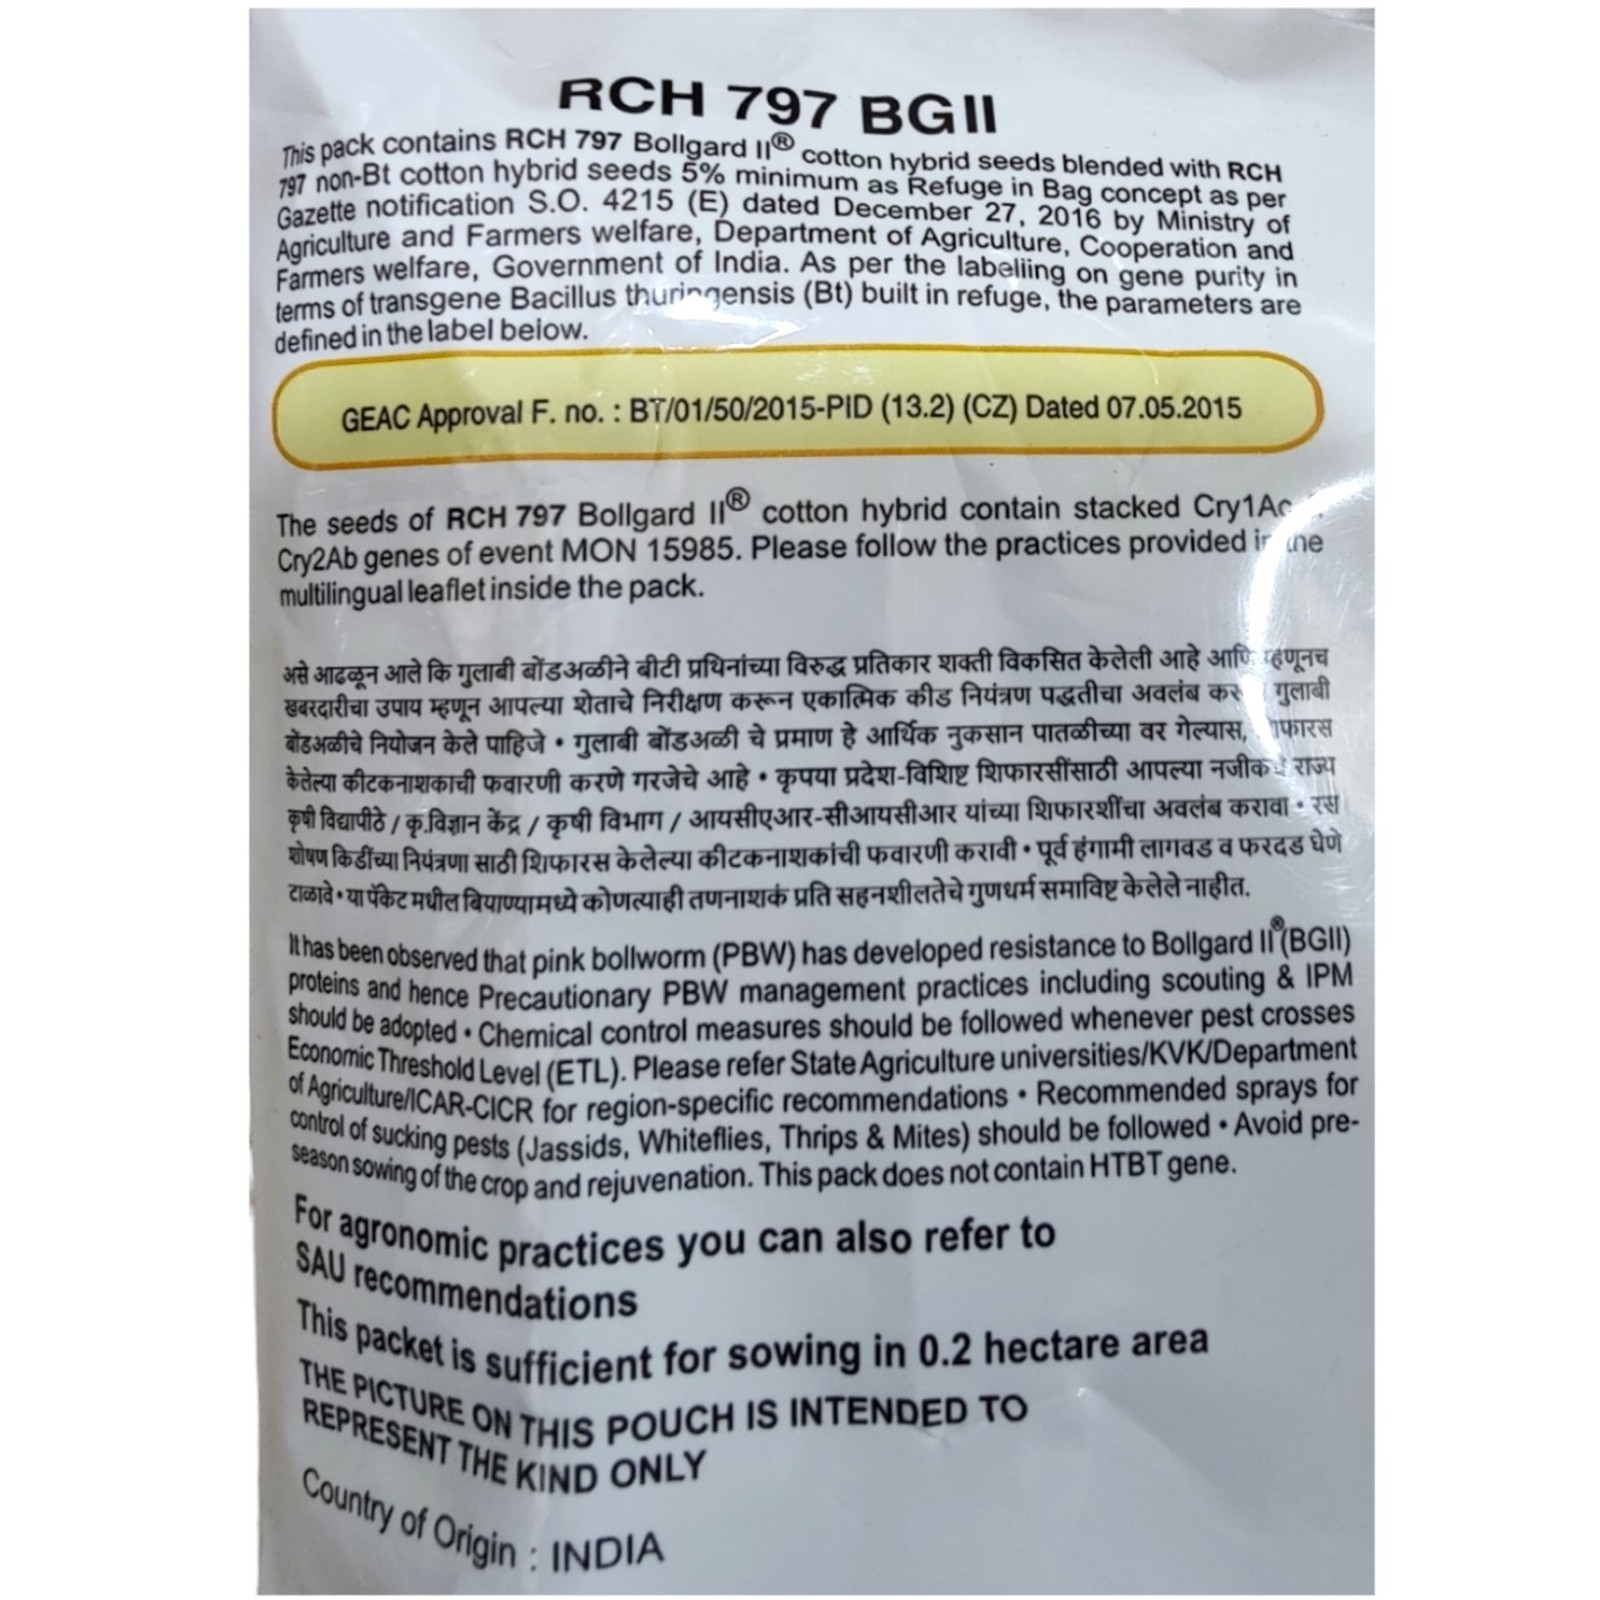 RCH 797 BGII
This pack contains RCH 797 Bollgard II® cotton hybrid seeds blended with RCH
797 non-Bt cotton hybrid seeds 5% minimum as Refuge in Bag concept as per
Gazette notification S.O. 4215 (E) dated December 27, 2016 by Ministry of
Agriculture and Farmers welfare, Department of Agriculture, Cooperation and
Farmers welfare, Government of India. As per the labeliing on gene purity in
terms of transgene Bacillus thuringensis (Bt) built in refuge, the parameters are
defined in the label below.
GEAC Approval F. no. : BT/01/50/2015-PID (13.2) (CZ) Dated 07.05.2015
The seeds of RCH 797 Bollgard II® cotton hybrid contain stacked Cry1Ac
Cry2Ab genes of event MON 15985. Please follow the practices provided in the
multilingual leaflet inside the pack.
असे आढळून आले कि गुलाबी बोंडअळीने बीटी प्रथिनांच्या विरुद्ध प्रतिकार शक्ती विकसित केलेली आहे आणि म्हणूनच
खबरदारीचा उपाय म्हणून आपल्या शेताचे निरीक्षण करून एकात्मिक कीड नियंत्रण पद्धतीचा अवलंब गुलाबी
बोंडअळीचे नियोजन केले पाहिजे • गुलाबी बोंडअळी चे प्रमाण हे आर्थिक नुकसान पातळीच्या वर गेल्यास,
केलेल्या कीटकनाशकाची फवारणी करणे गरजेचे आहे • कृपया प्रदेश-विशिष्ट शिफारसींसाठी आपल्या नजीकचे राज्य
कृषी विद्यापीठे / कृ.विज्ञान केंद्र / कृषी विभाग / आयसीएआर-सीआयसीआर यांच्या शिफारशींचा अवलंब करावा • रस
शोषण किडींच्या नियंत्रणा साठी शिफारस केलेल्या कीटकनाशकांची फवारणी करावी • पूर्व हंगामी लागवड व फरदड घेणे
टाळावे • या पॅकेट मधील बियाण्यामध्ये कोणत्याही तणनाशकं प्रति सहनशीलतेचे गुणधर्म समाविष्ट केलेले नाहीत.
It has been observed that pink bollworm (PBW) has developed resistance to Bollgard II® (BGII)
proteins and hence Precautionary PBW management practices including scouting & IPM
should be adopted • Chemical control measures should be followed whenever pest crosses
Economic Threshold Level (ETL). Please refer State Agriculture universities/KVK/Department
of Agriculture/ICAR-CICR for region-specific recommendations • Recommended sprays for
control of sucking pests (Jassids, Whiteflies, Thrips & Mites) should be followed • Avoid pre-
season sowing of the crop and rejuvenation. This pack does not contain HTBT gene.
For agronomic practices you can also refer to
SAU recommendations
This packet is sufficient for sowing in 0.2 hectare area
THE PICTURE ON THIS POUCH IS INTENDED TO
REPRESENT THE KIND ONLY
Country of Origin : INDIA